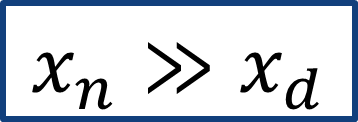 xₙ ≫ x_d